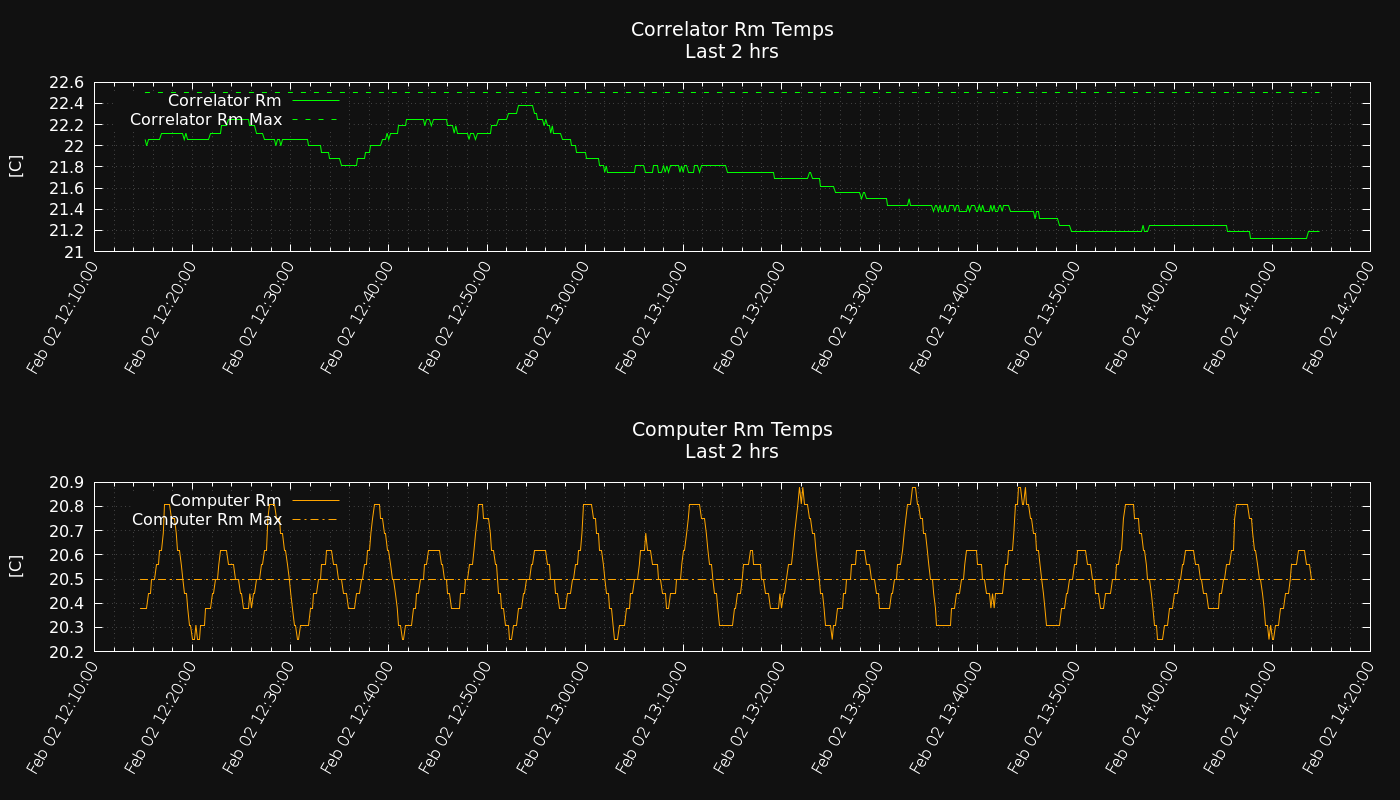 Correlator Rm Temps
Last 2 hrs
22.6
22.4
22.2
22
21.8
21.6
21.4
21.2
21
[C]
Correlator Rm
Correlator Rm Max
Feb 02 12:10:00
Feb 02 12:20:00
Feb 02 12:30:00
Feb 02 12:40:00
Feb 02 12:50:00
Feb 02 13:00:00
Feb 02 13:10:00
Feb 02 13:20:00
Feb 02 13:30:00
Feb 02 13:40:00
Feb 02 13:50:00
Feb 02 14:00:00
Feb 02 14:10:00
Feb 02 14:20:00
Computer Rm Temps
Last 2 hrs
20.9
20.8
20.7
20.6
20.5
20.4
20.3
20.2
[C]
Computer Rm
Computer Rm Max
Feb 02 12:10:00
Feb 02 12:20:00
Feb 02 12:30:00
Feb 02 12:40:00
Feb 02 12:50:00
Feb 02 13:00:00
Feb 02 13:10:00
Feb 02 13:20:00
Feb 02 13:30:00
Feb 02 13:40:00
Feb 02 13:50:00
Feb 02 14:00:00
Feb 02 14:10:00
Feb 02 14:20:00